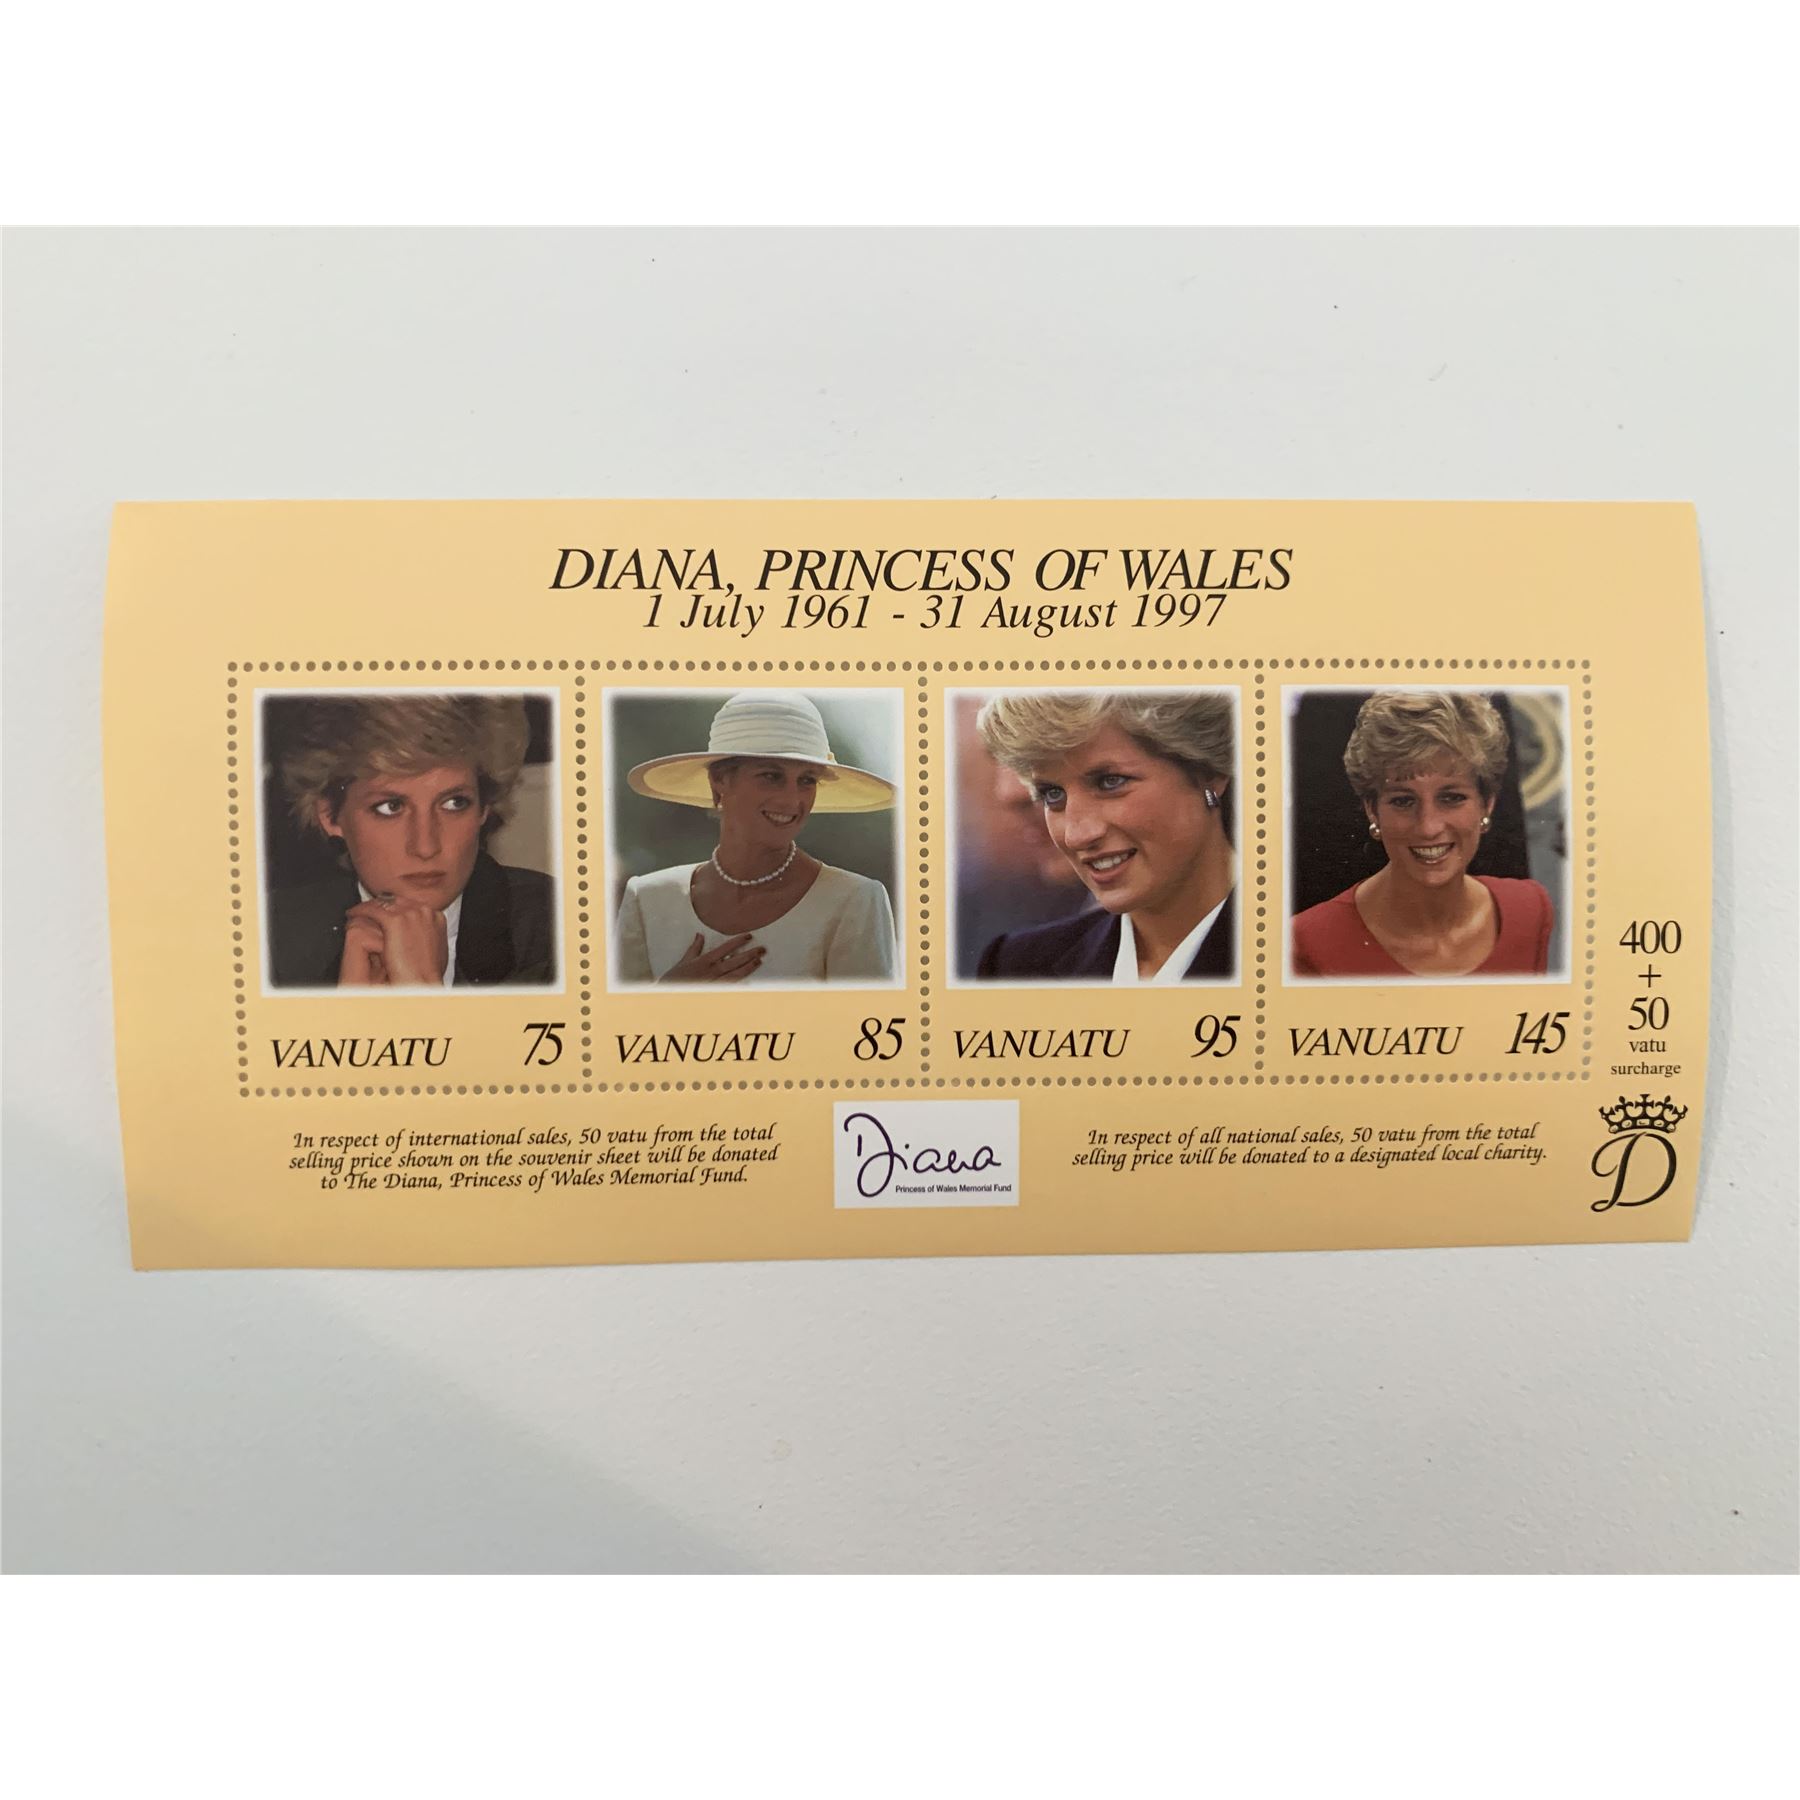 DIANA, PRINCESS OF WALES
1 July 1961 - 31 August 1997
VANUATU 75
VANUATU 85
VANUATU 95
VANUATU 145
400
+
50
vatu
surcharge
In respect of international sales, 50 vatu from the total
selling price shown on the souvenir sheet will be donated
to The Diana, Princess of Wales Memorial Fund.
Diana
Princess of Wales Memorial Fund
In respect of all national sales, 50 vatu from the total
selling price will be donated to a designated local charity.
D